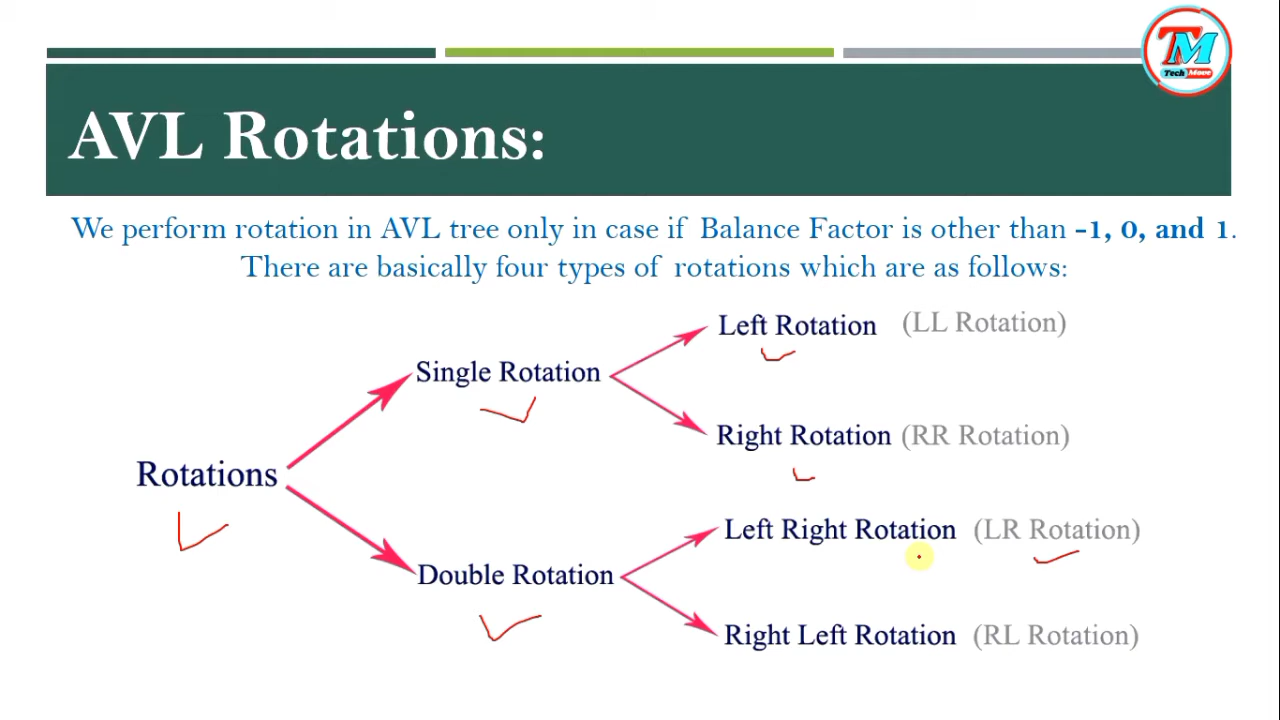 TM
Tech Move
AVL Rotations:
We perform rotation in AVL tree only in case if Balance Factor is other than -1, 0, and 1.
There are basically four types of rotations which are as follows:
Left Rotation (LL Rotation)
Single Rotation
Right Rotation (RR Rotation)
Rotations
Left Right Rotation (LR Rotation)
Double Rotation
Right Left Rotation (RL Rotation)